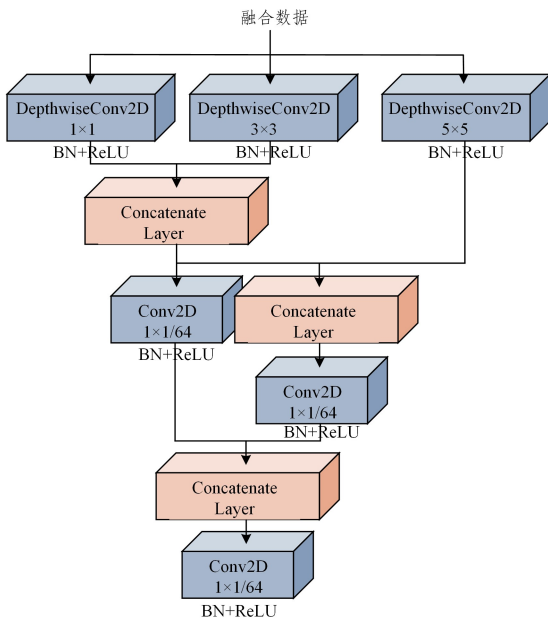 融合数据
DepthwiseConv2D
1×1
BN+ReLU
DepthwiseConv2D
3×3
BN+ReLU
DepthwiseConv2D
5×5
BN+ReLU
Concatenate
Layer
Conv2D
1×1/64
BN+ReLU
Concatenate
Layer
Conv2D
1×1/64
BN+ReLU
Concatenate
Layer
Conv2D
1×1/64
BN+ReLU